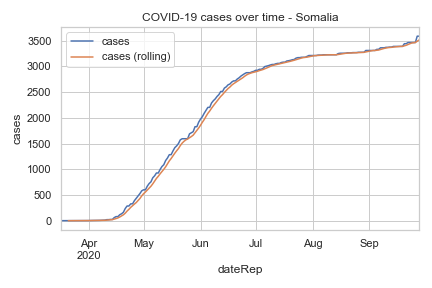 COVID-19 cases over time - Somalia
cases
cases (rolling)
3500
3000
2500
2000
1500
1000
500
0
cases
Apr
2020
May
Jun
Jul
Aug
Sep
dateRep